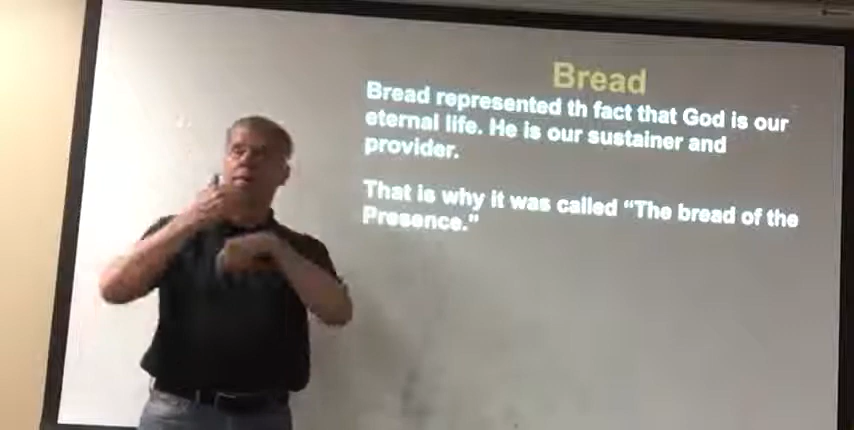 Bread
Bread represented th fact that God is our
eternal life. He is our sustainer and
provider.
That is why it was called “The bread of the
Presence.”